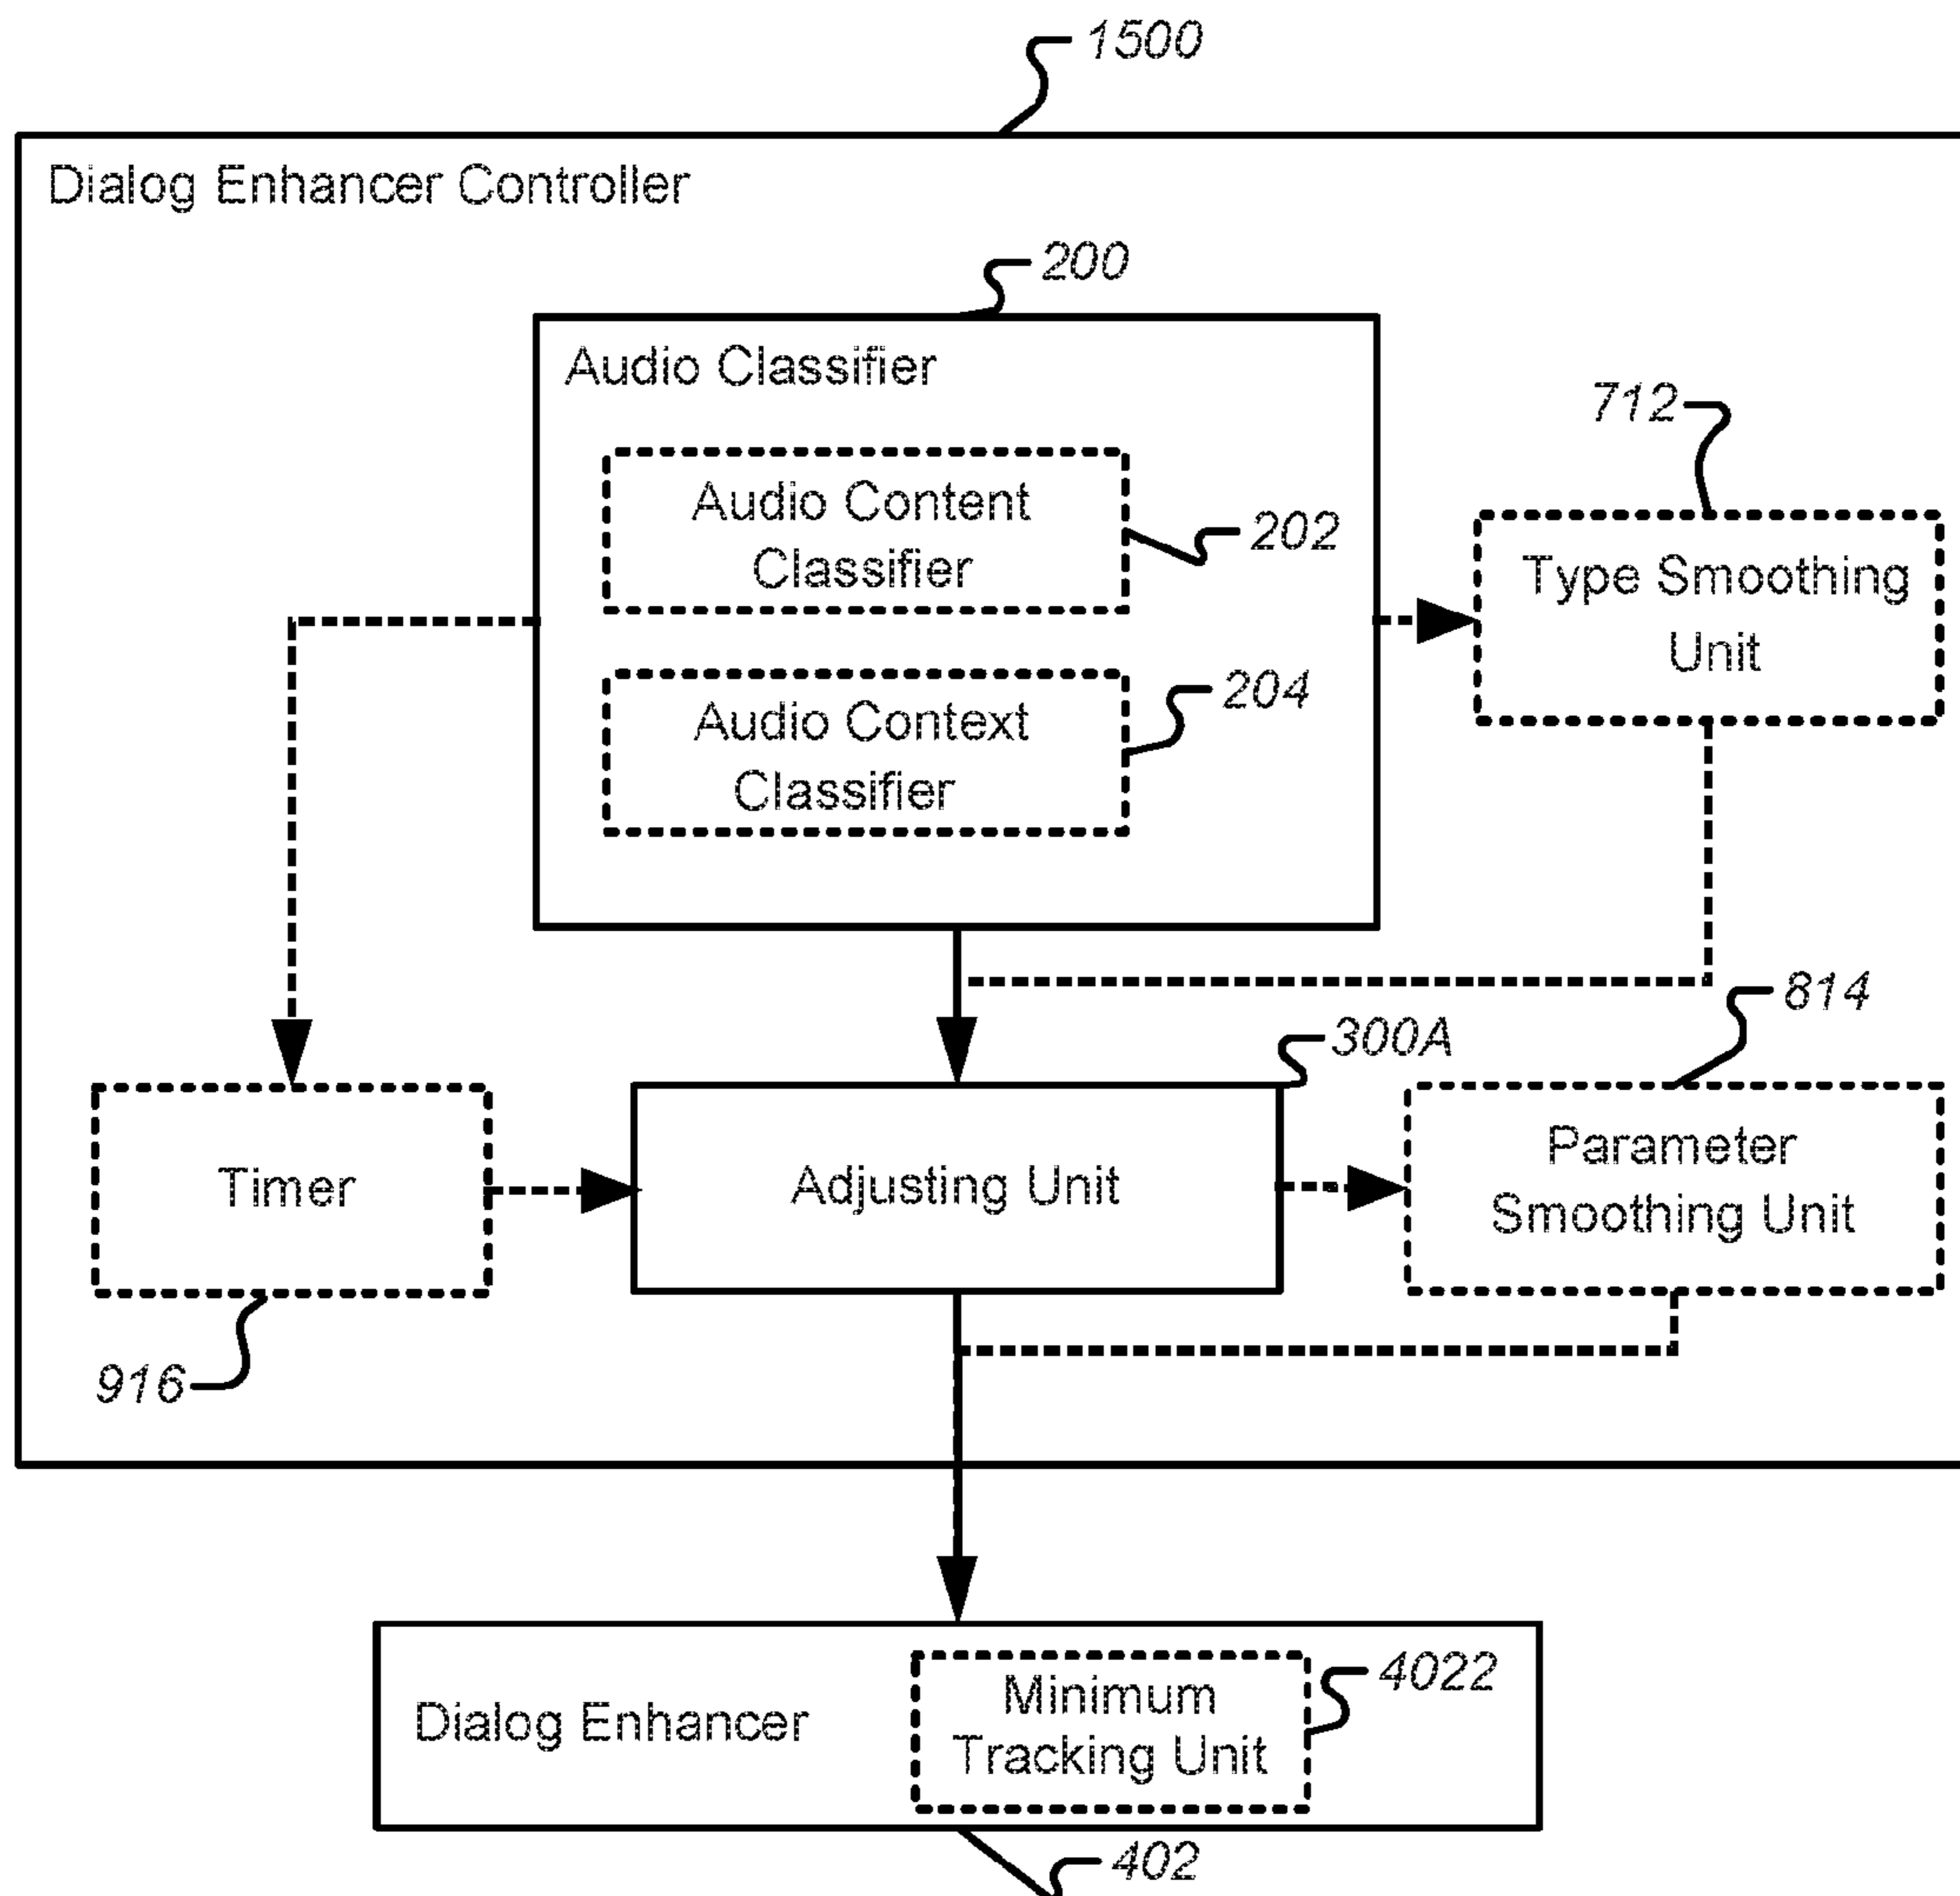 1500
Dialog Enhancer Controller
200
Audio Classifier
712
Audio Content
Classifier
202
Type Smoothing
Unit
204
Audio Context
Classifier
814
300A
Timer
Adjusting Unit
Parameter
Smoothing Unit
916
Dialog Enhancer
Minimum
Tracking Unit
4022
402